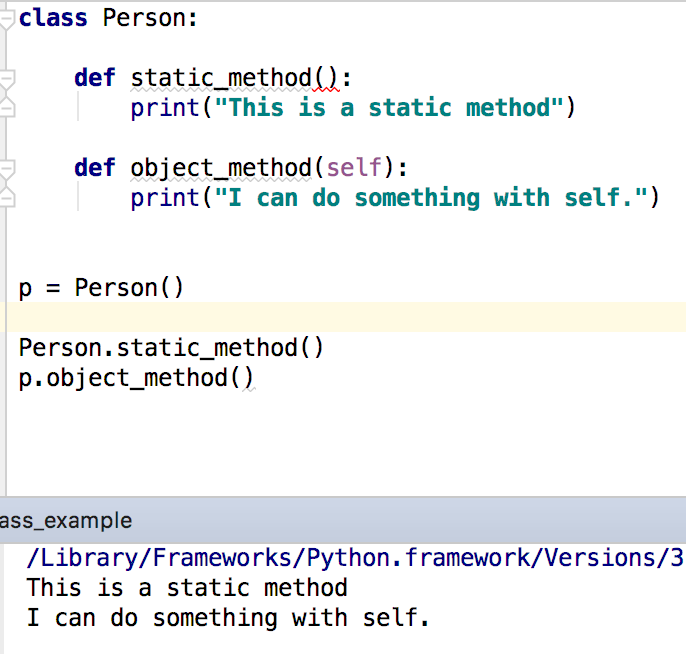 class Person:
def static_method():
print("This is a static method")
def object_method(self):
print("I can do something with self.")
p = Person()
Person.static_method()
p.object_method()
ass_example
/Library/Frameworks/Python.framework/Versions/3
This is a static method
I can do something with self.